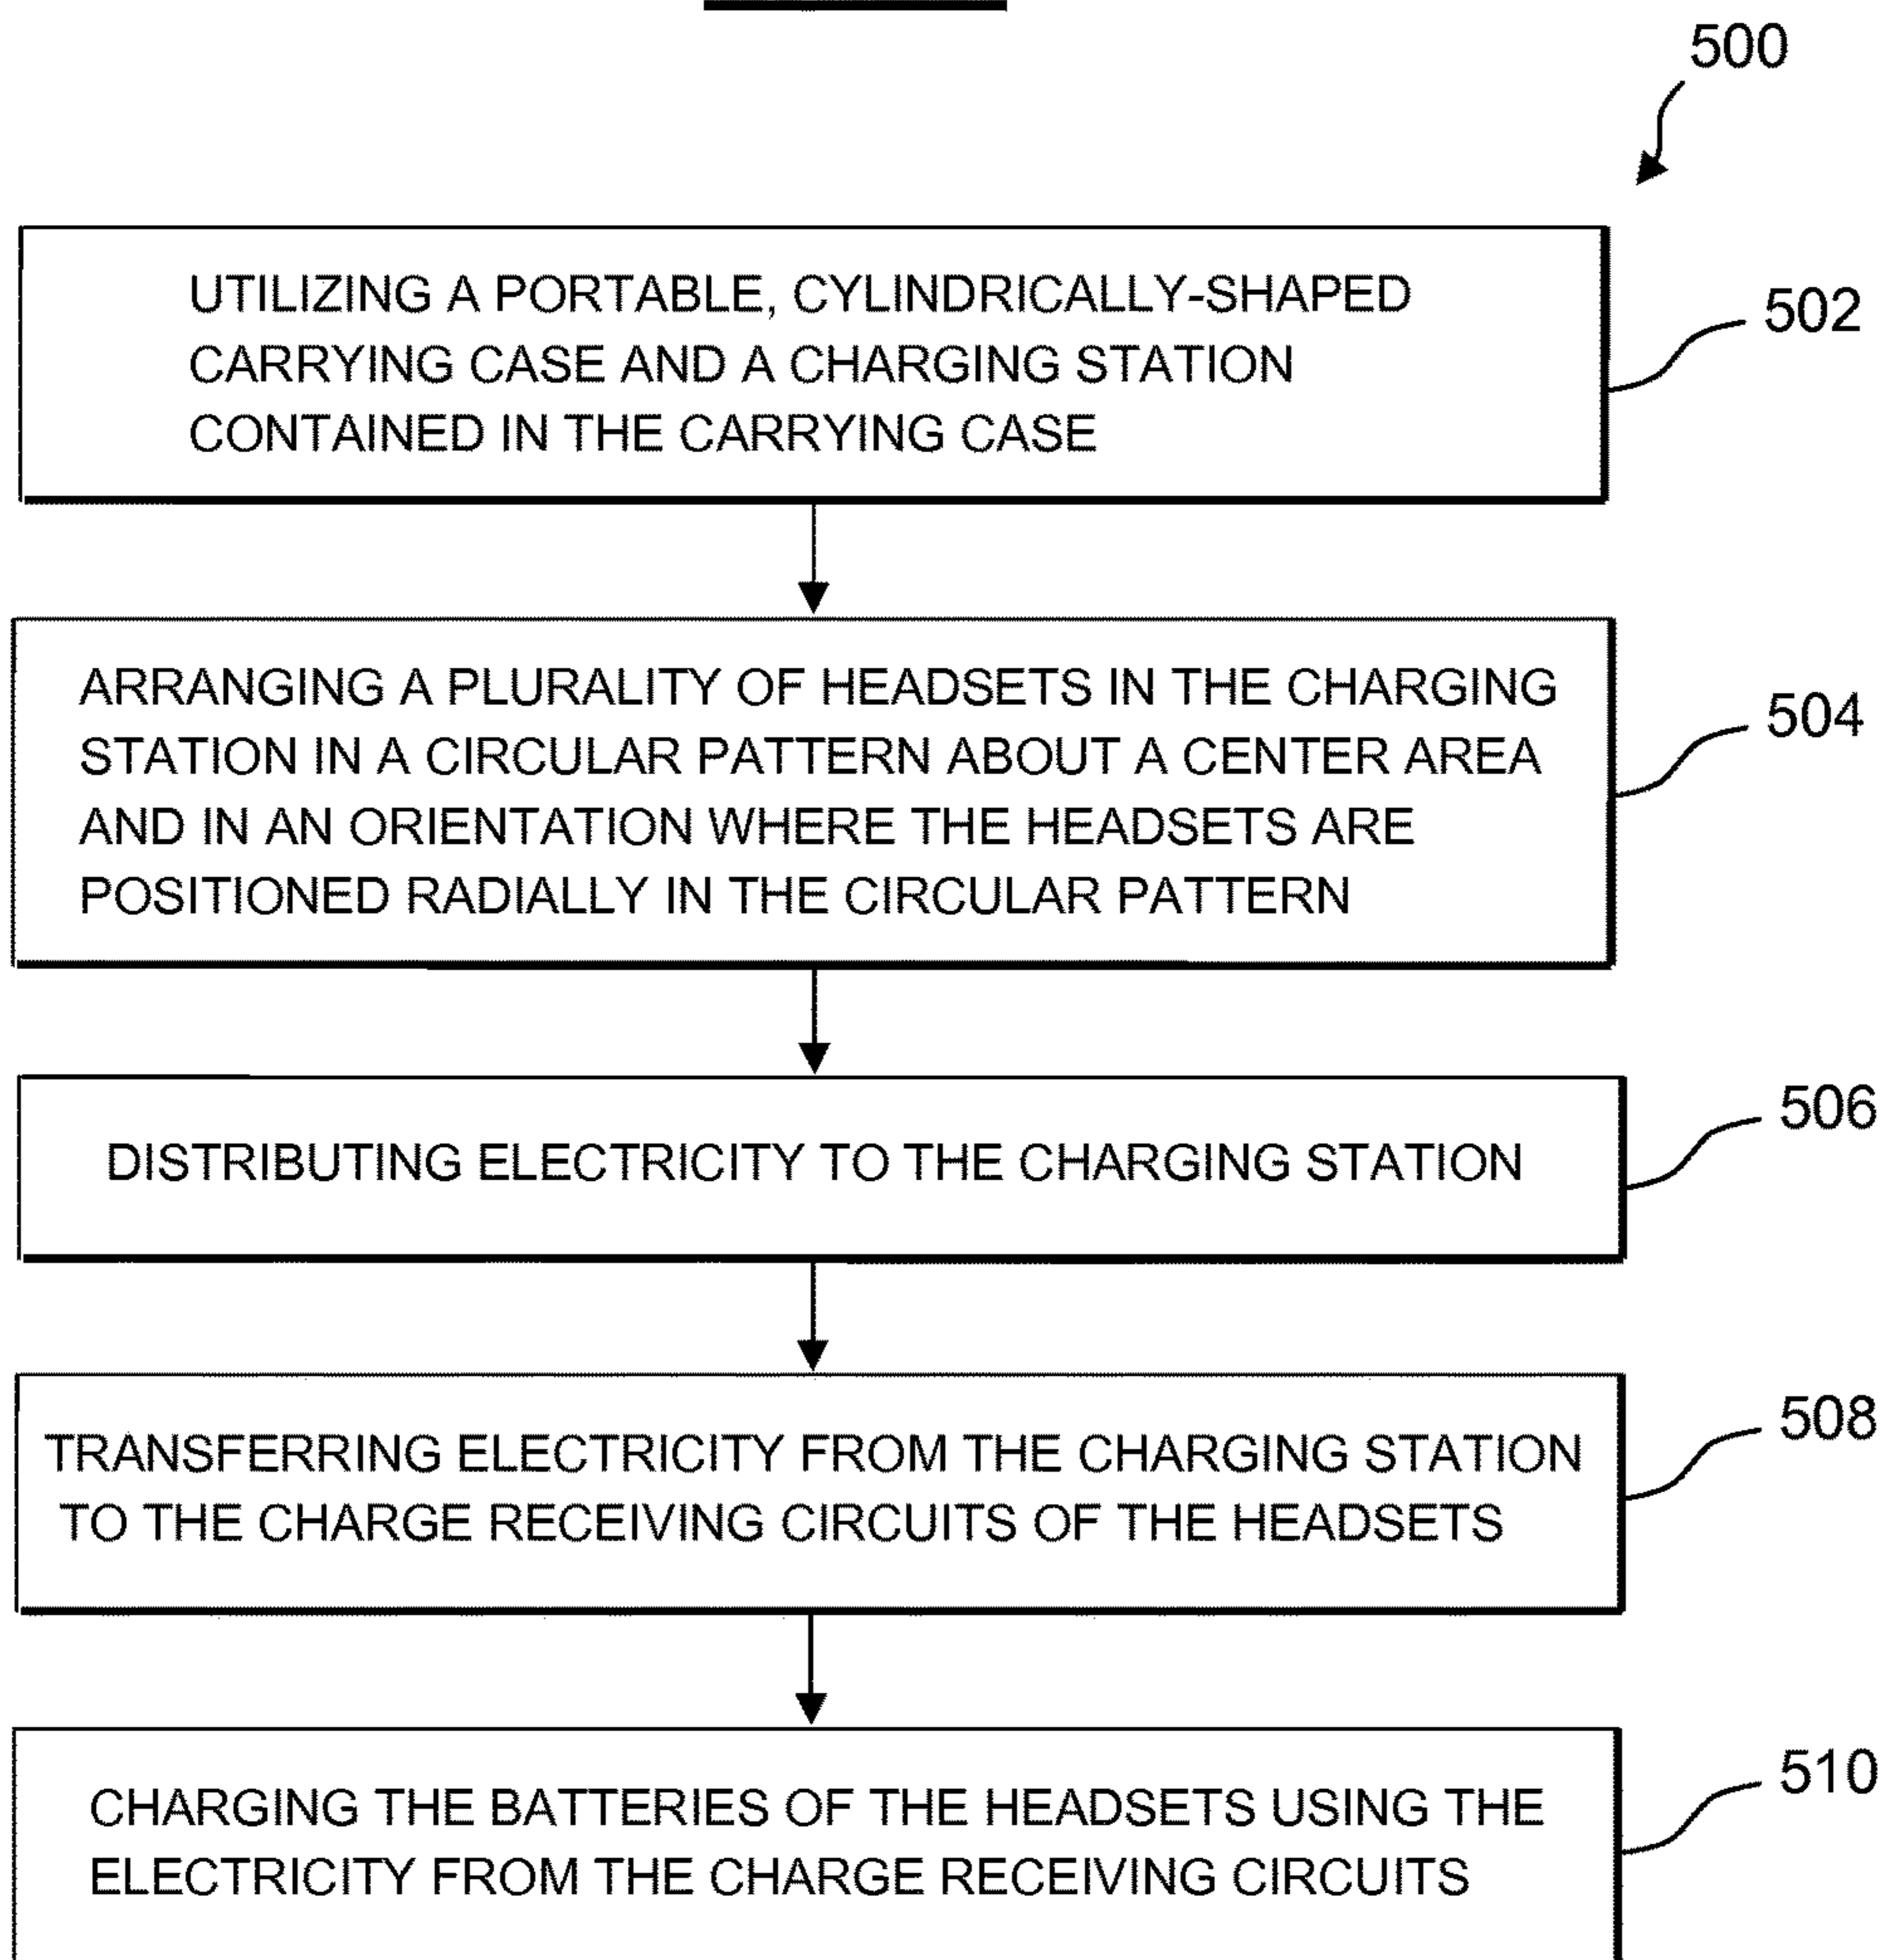 500
UTILIZING A PORTABLE, CYLINDRICALLY-SHAPED
CARRYING CASE AND A CHARGING STATION
CONTAINED IN THE CARRYING CASE
502
ARRANGING A PLURALITY OF HEADSETS IN THE CHARGING
STATION IN A CIRCULAR PATTERN ABOUT A CENTER AREA
AND IN AN ORIENTATION WHERE THE HEADSETS ARE
POSITIONED RADIALLY IN THE CIRCULAR PATTERN
504
DISTRIBUTING ELECTRICITY TO THE CHARGING STATION
506
TRANSFERRING ELECTRICITY FROM THE CHARGING STATION
TO THE CHARGE RECEIVING CIRCUITS OF THE HEADSETS
508
CHARGING THE BATTERIES OF THE HEADSETS USING THE
ELECTRICITY FROM THE CHARGE RECEIVING CIRCUITS
510